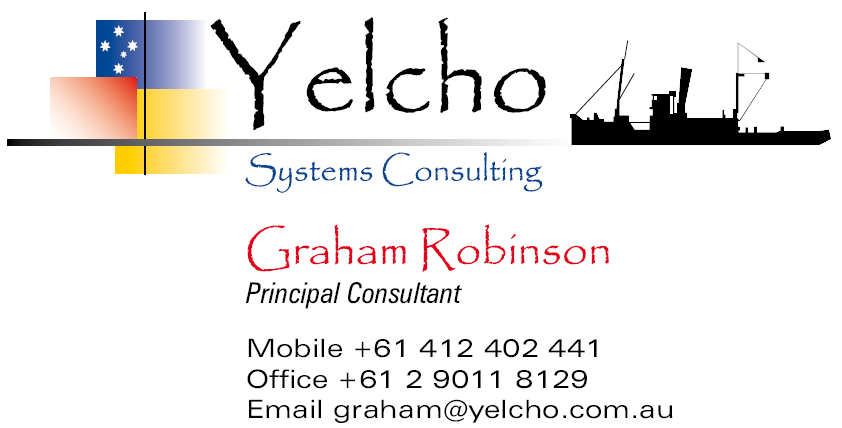 Yelcho
Systems Consulting
Graham Robinson
Principal Consultant
Mobile +61 412 402 441
Office +61 2 9011 8129
Email graham@yelcho.com.au